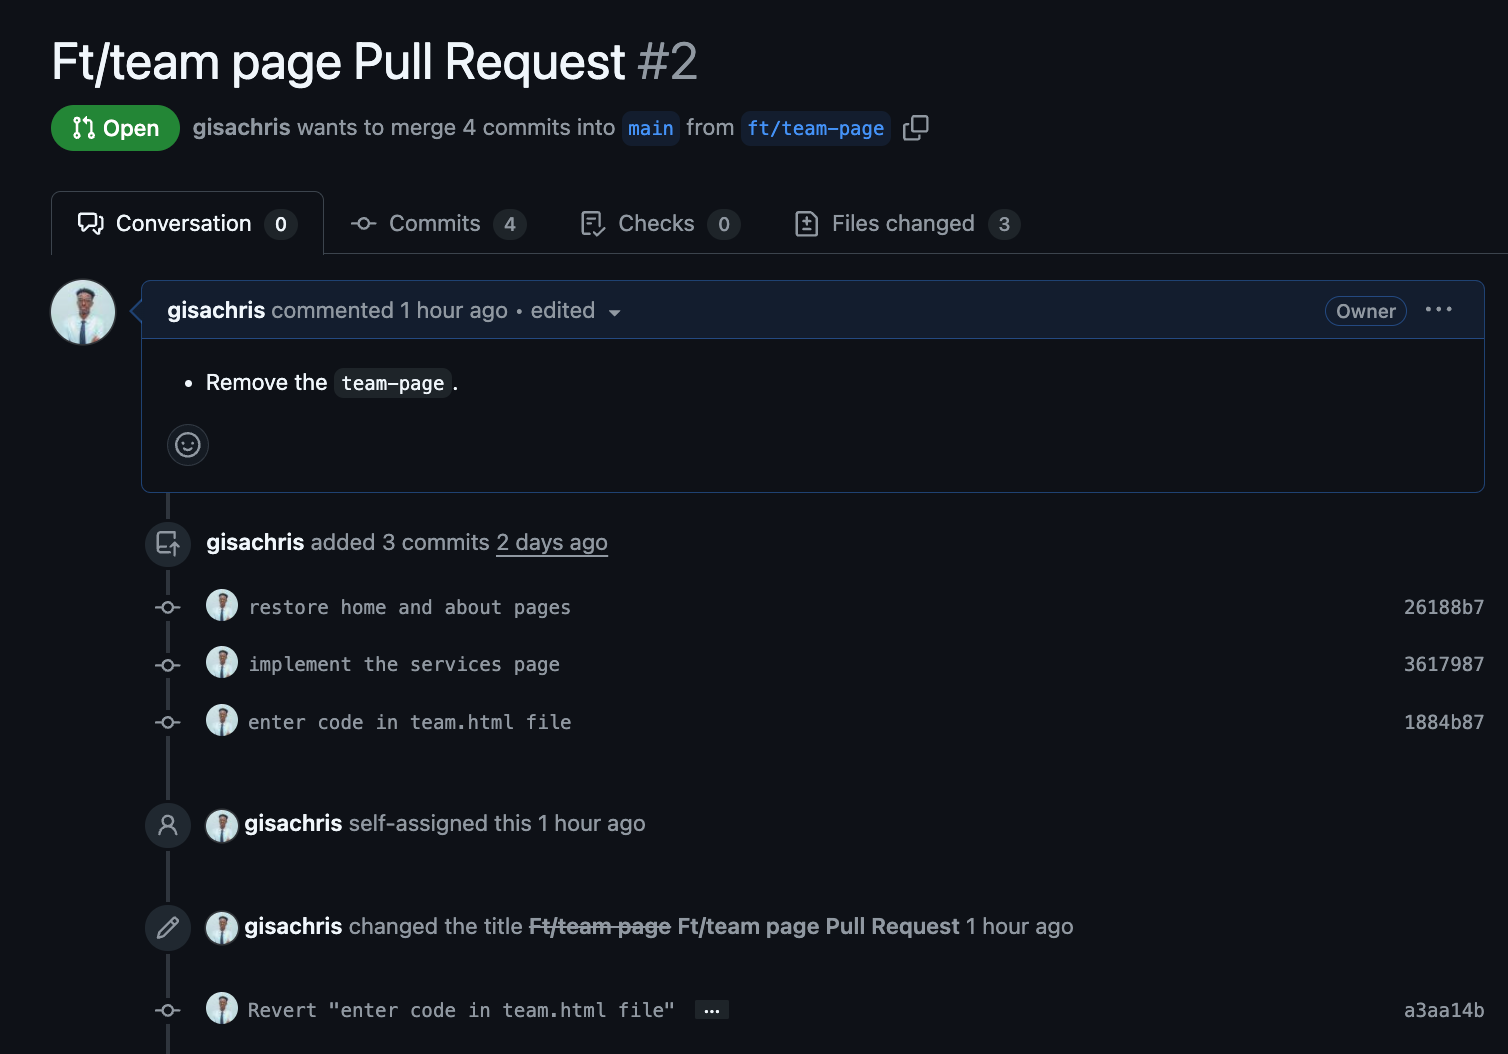 Ft/team page Pull Request #2
Open gisachris wants to merge 4 commits into main from ft/team-page
Conversation 0 Commits 4 Checks 0 Files changed 3
gisachris commented 1 hour ago • edited Owner
• Remove the team-page.
gisachris added 3 commits 2 days ago
restore home and about pages 26188b7
implement the services page 3617987
enter code in team.html file 1884b87
gisachris self-assigned this 1 hour ago
gisachris changed the title Ft/team page Ft/team page Pull Request 1 hour ago
Revert "enter code in team.html file" ... a3aa14b